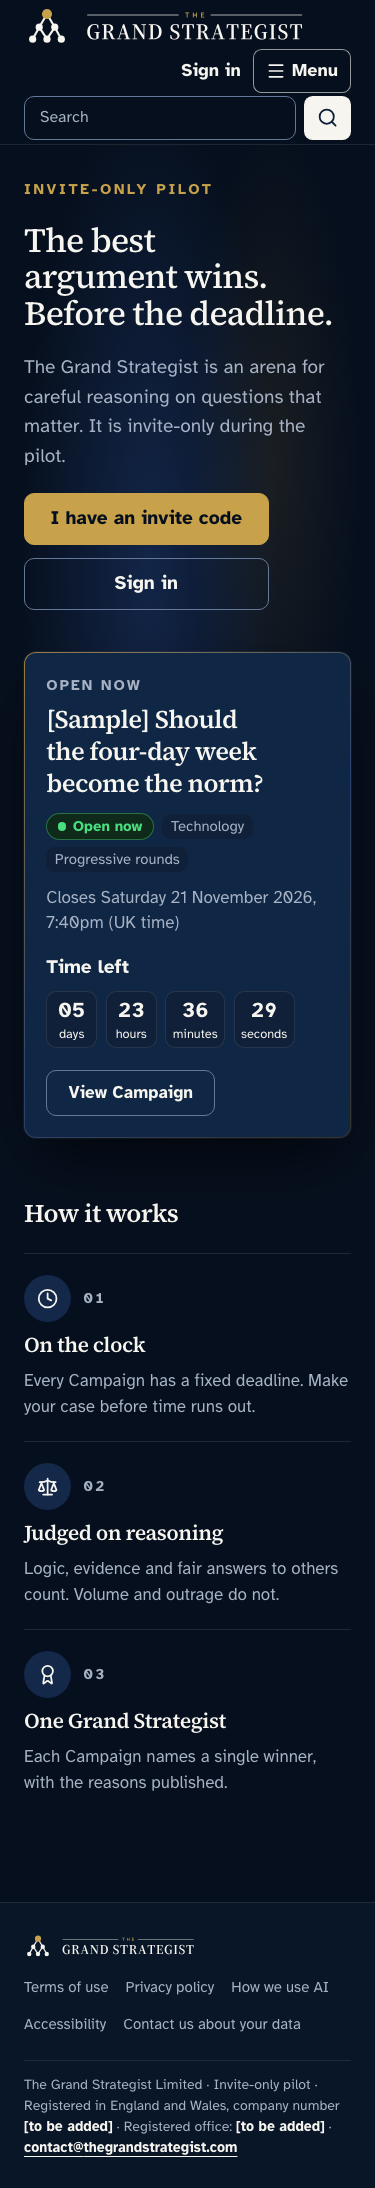 THE
GRAND STRATEGIST
Sign in
Menu
Search
INVITE-ONLY PILOT
The best
argument wins.
Before the deadline.
The Grand Strategist is an arena for
careful reasoning on questions that
matter. It is invite-only during the
pilot.
I have an invite code
Sign in
OPEN NOW
[Sample] Should
the four-day week
become the norm?
Open now Technology
Progressive rounds
Closes Saturday 21 November 2026,
7:40pm (UK time)
Time left
05 23 36 29
days hours minutes seconds
View Campaign
How it works
01
On the clock
Every Campaign has a fixed deadline. Make
your case before time runs out.
02
Judged on reasoning
Logic, evidence and fair answers to others
count. Volume and outrage do not.
03
One Grand Strategist
Each Campaign names a single winner,
with the reasons published.
THE
GRAND STRATEGIST
Terms of use Privacy policy How we use AI
Accessibility Contact us about your data
The Grand Strategist Limited · Invite-only pilot ·
Registered in England and Wales, company number
[to be added] · Registered office: [to be added] ·
contact@thegrandstrategist.com